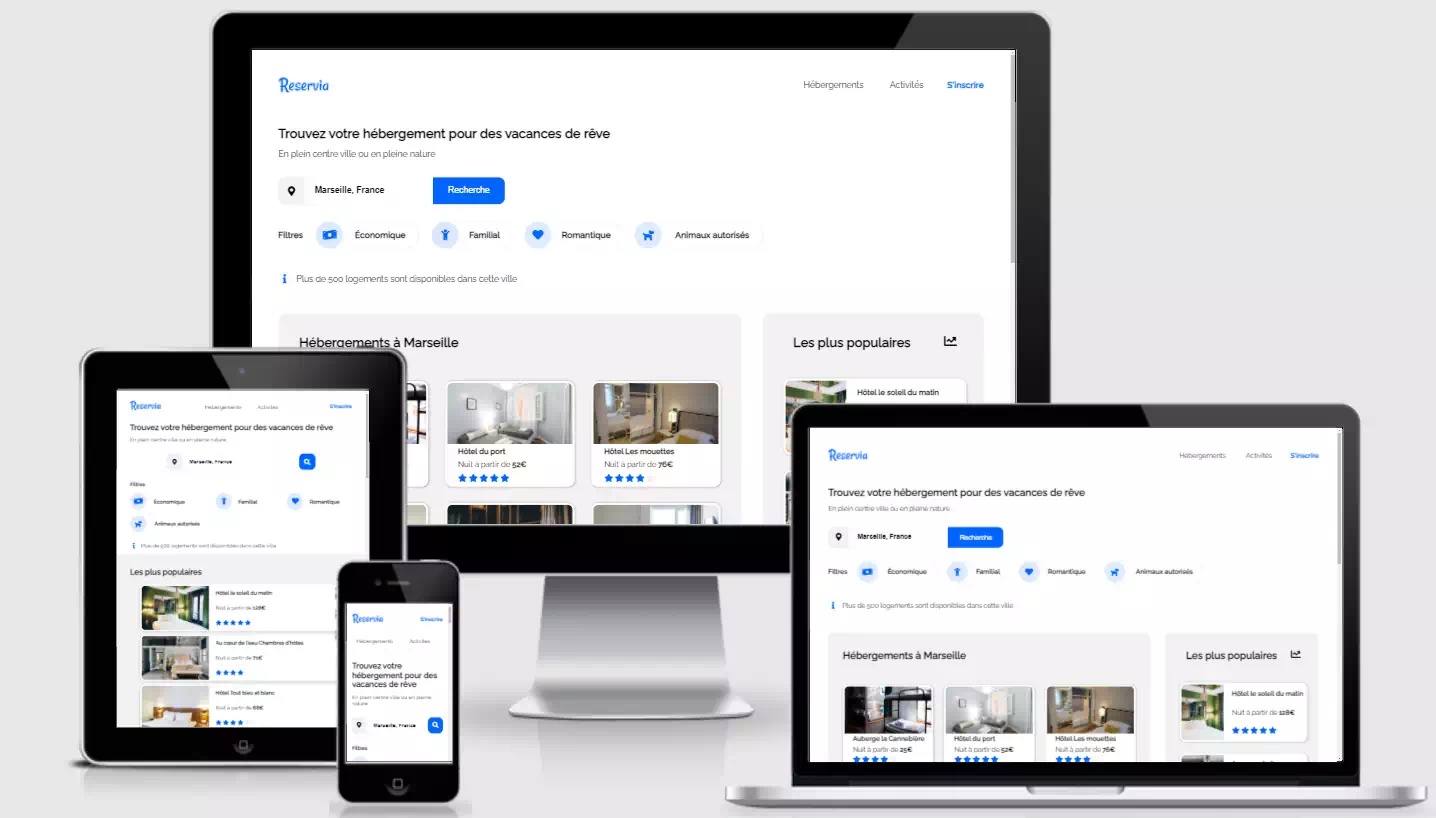 Reservia
Hébergements Activités S'inscrire
Trouvez votre hébergement pour des vacances de rêve
En plein centre ville ou en pleine nature
Marseille, France Recherche
Filtres Économique Familial Romantique Animaux autorisés
Plus de 500 logements sont disponibles dans cette ville
Hébergements à Marseille
Les plus populaires
Hôtel le soleil du matin
Hôtel du port
Nuit à partir de 52€
Hôtel Les mouettes
Nuit à partir de 76€
Reservia
Hébergements Activités S'inscrire
Trouvez votre hébergement pour des vacances de rêve
En plein centre ville ou en pleine nature
Marseille, France
Filtres
Économique Familial Romantique
Animaux autorisés
Plus de 500 logements sont disponibles dans cette ville
Les plus populaires
Hôtel le soleil du matin
Nuit à partir de 128€
Au cœur de l'eau Chambres d'hôtes
Nuit à partir de 71€
Hôtel Tout bleu et blanc
Nuit à partir de 68€
Reservia
S'inscrire
Hébergements Activités
Trouvez votre
hébergement pour des
vacances de rêve
En plein centre ville ou en pleine
nature
Marseille, France
Filtres
Reservia
Hébergements Activités S'inscrire
Trouvez votre hébergement pour des vacances de rêve
En plein centre ville ou en pleine nature
Marseille, France Recherche
Filtres Économique Familial Romantique Animaux autorisés
Plus de 500 logements sont disponibles dans cette ville
Hébergements à Marseille
Auberge la Cannebière
Nuit à partir de 25€
Hôtel du port
Nuit à partir de 52€
Hôtel Les mouettes
Nuit à partir de 76€
Les plus populaires
Hôtel le soleil du matin
Nuit à partir de 128€